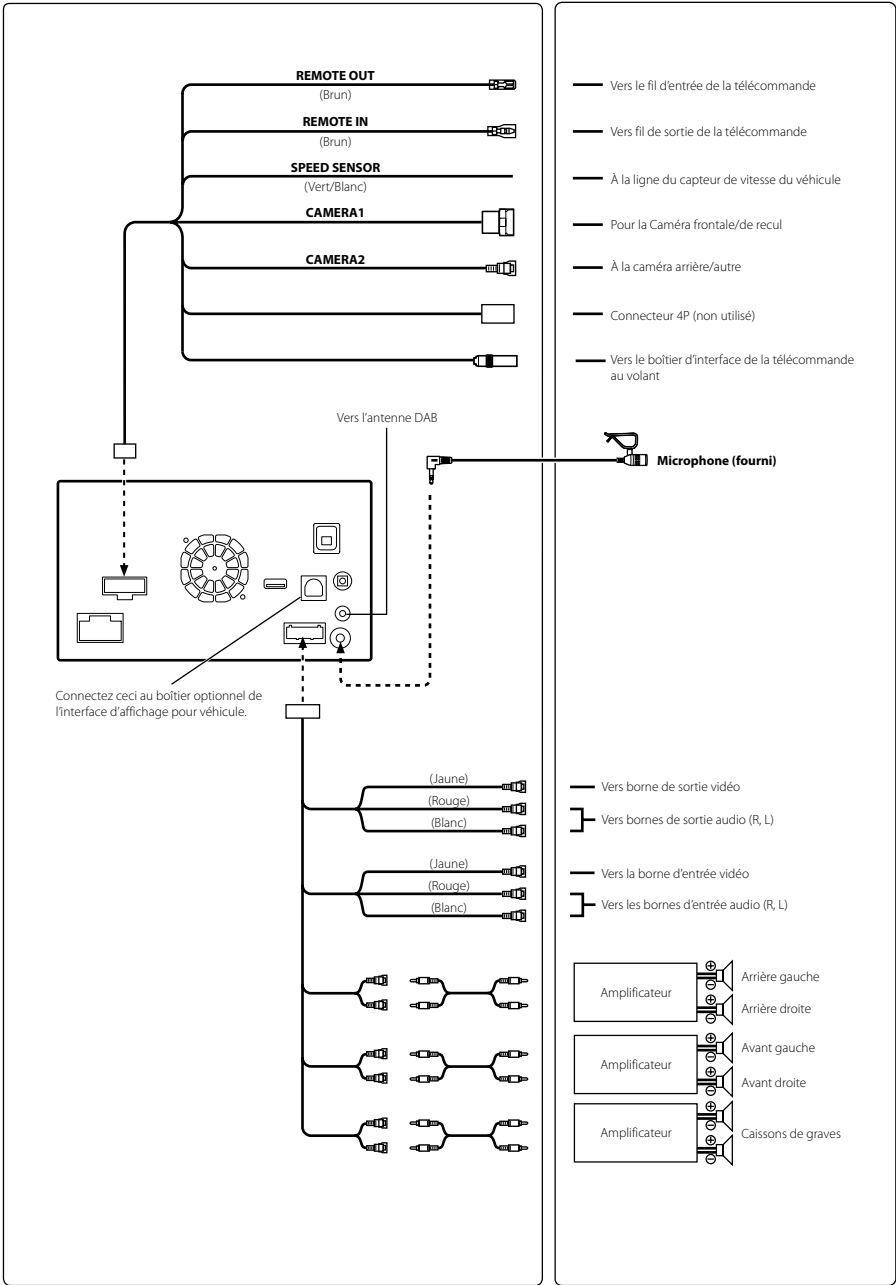 REMOTE OUT
(Brun)
Vers le fil d'entrée de la télécommande
REMOTE IN
(Brun)
Vers fil de sortie de la télécommande
SPEED SENSOR
(Vert/Blanc)
À la ligne du capteur de vitesse du véhicule
CAMERA1
Pour la Caméra frontale/de recul
CAMERA2
À la caméra arrière/autre
Connecteur 4P (non utilisé)
Vers le boîtier d'interface de la télécommande
au volant
Vers l'antenne DAB
Microphone (fourni)
Connectez ceci au boîtier optionnel de
l'interface d'affichage pour véhicule.
(Jaune)
Vers borne de sortie vidéo
(Rouge)
(Blanc)
Vers bornes de sortie audio (R, L)
(Jaune)
Vers la borne d'entrée vidéo
(Rouge)
(Blanc)
Vers les bornes d'entrée audio (R, L)
Amplificateur
Arrière gauche
Arrière droite
Amplificateur
Avant gauche
Avant droite
Amplificateur
Caissons de graves